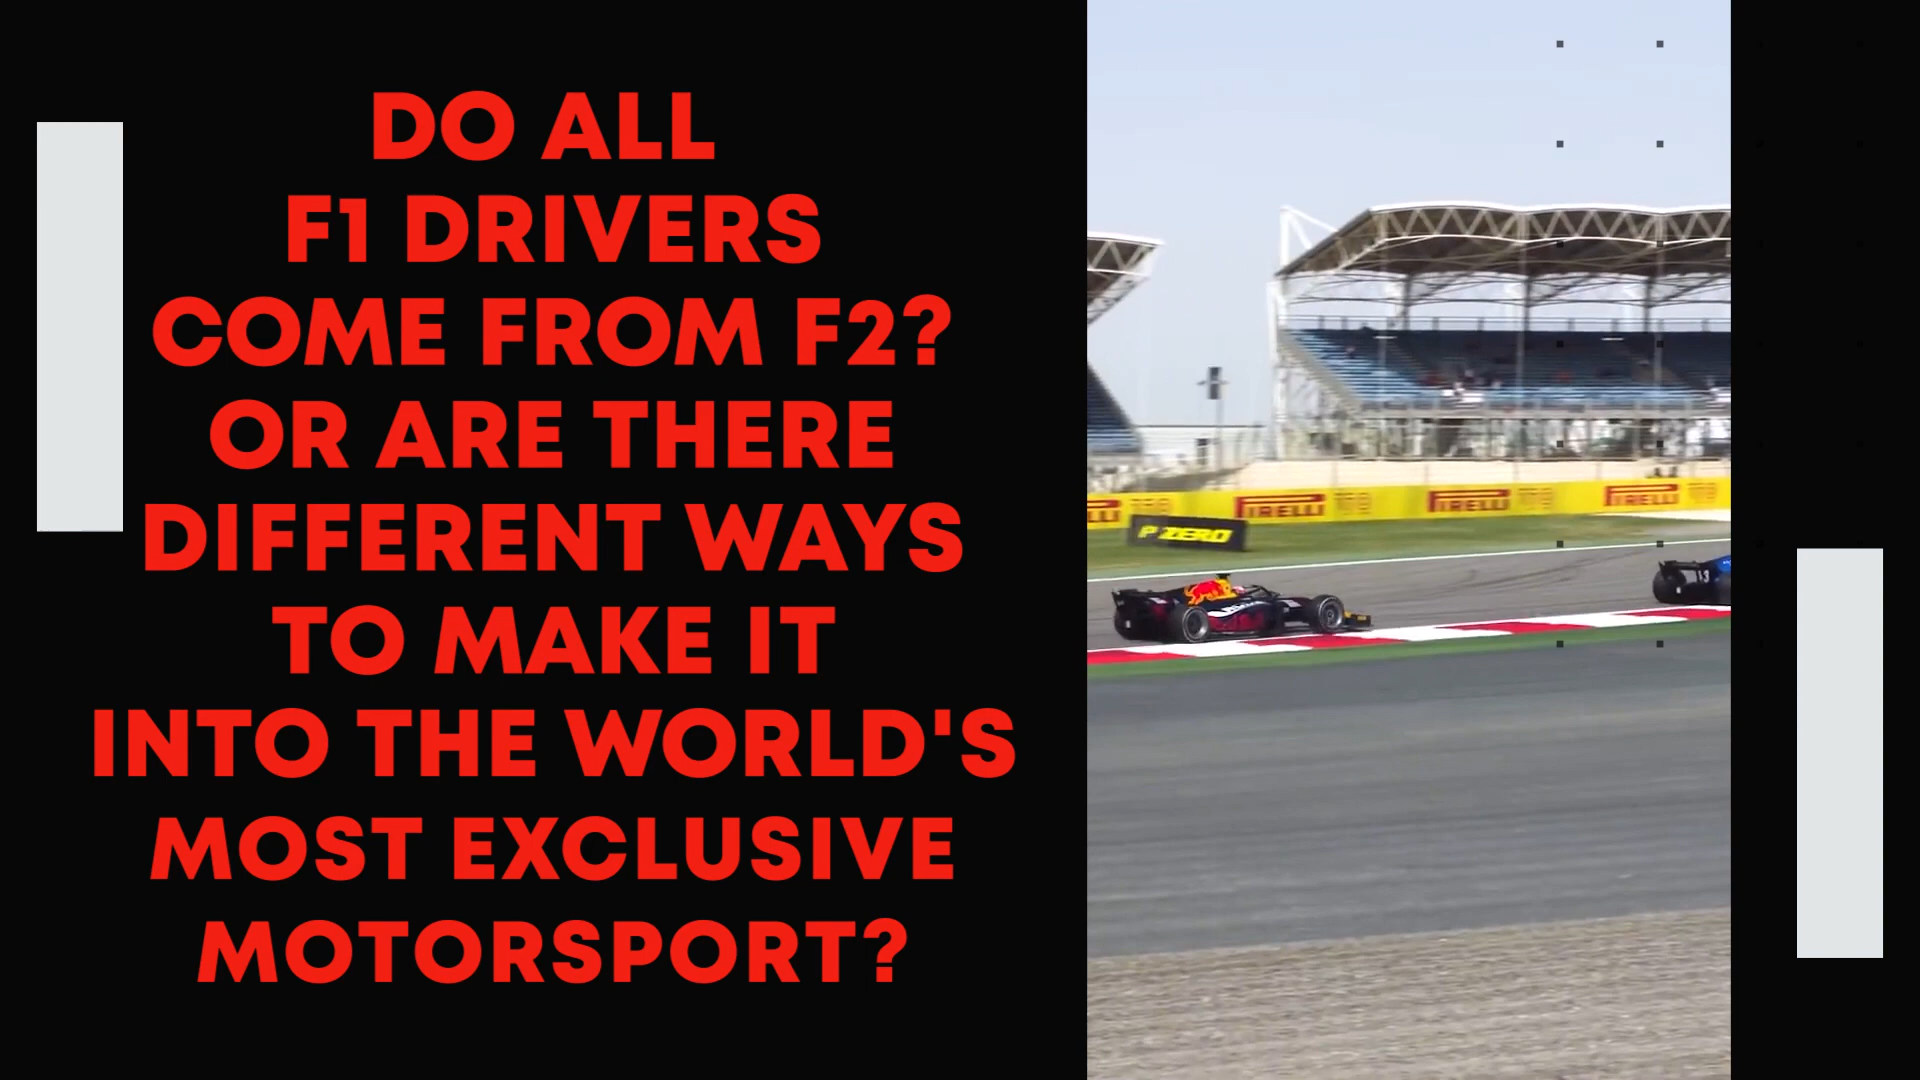 DO ALL
F1 DRIVERS
COME FROM F2?
OR ARE THERE
DIFFERENT WAYS
TO MAKE IT
INTO THE WORLD'S
MOST EXCLUSIVE
MOTORSPORT?
PIRELLI
PIRELLI
PIRELLI
P ZERO
3